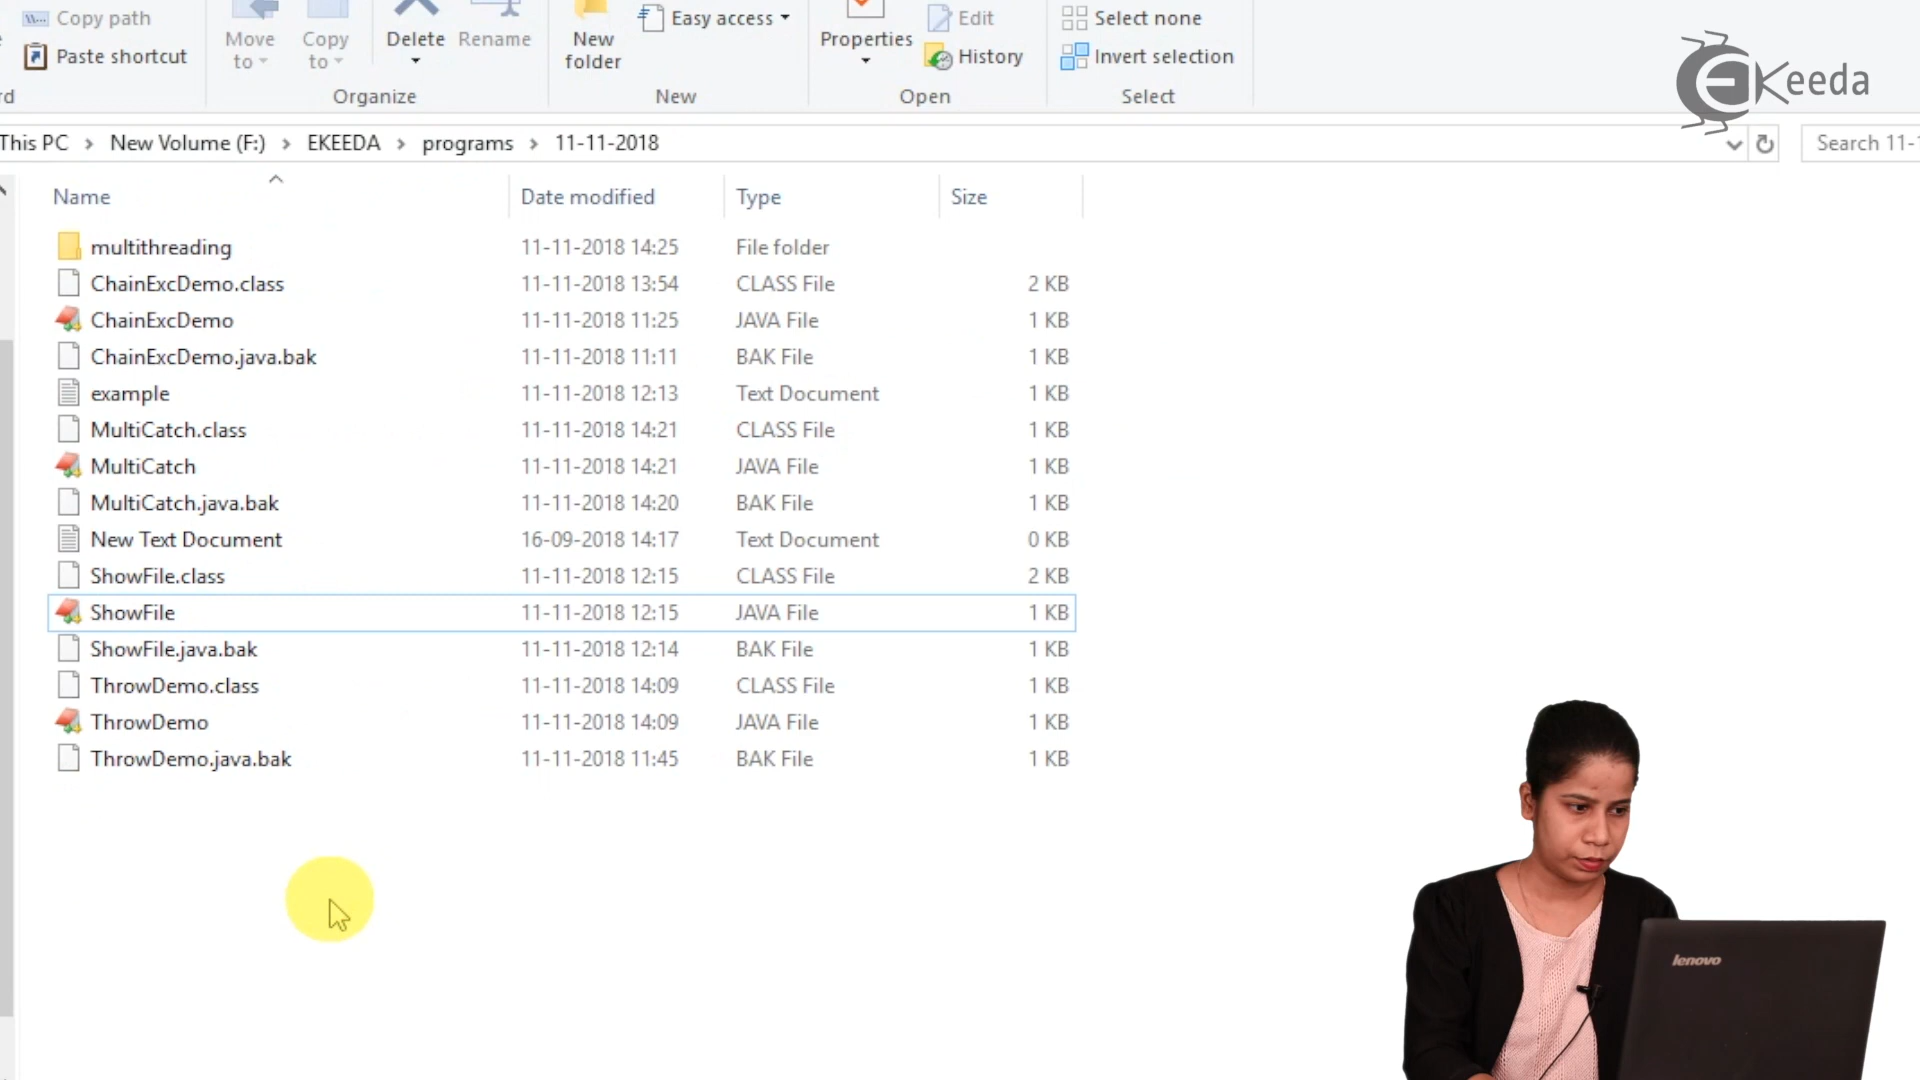 Copy path
Paste shortcut
Move to
Copy to
Delete
Rename
Organize
New folder
Easy access
New
Properties
Edit
History
Open
Select none
Invert selection
Select
EKeeda
This PC > New Volume (F:) > EKEEDA > programs > 11-11-2018
Search 11-
Name Date modified Type Size
multithreading 11-11-2018 14:25 File folder
ChainExcDemo.class 11-11-2018 13:54 CLASS File 2 KB
ChainExcDemo 11-11-2018 11:25 JAVA File 1 KB
ChainExcDemo.java.bak 11-11-2018 11:11 BAK File 1 KB
example 11-11-2018 12:13 Text Document 1 KB
MultiCatch.class 11-11-2018 14:21 CLASS File 1 KB
MultiCatch 11-11-2018 14:21 JAVA File 1 KB
MultiCatch.java.bak 11-11-2018 14:20 BAK File 1 KB
New Text Document 16-09-2018 14:17 Text Document 0 KB
ShowFile.class 11-11-2018 12:15 CLASS File 2 KB
ShowFile 11-11-2018 12:15 JAVA File 1 KB
ShowFile.java.bak 11-11-2018 12:14 BAK File 1 KB
ThrowDemo.class 11-11-2018 14:09 CLASS File 1 KB
ThrowDemo 11-11-2018 14:09 JAVA File 1 KB
ThrowDemo.java.bak 11-11-2018 11:45 BAK File 1 KB
lenovo